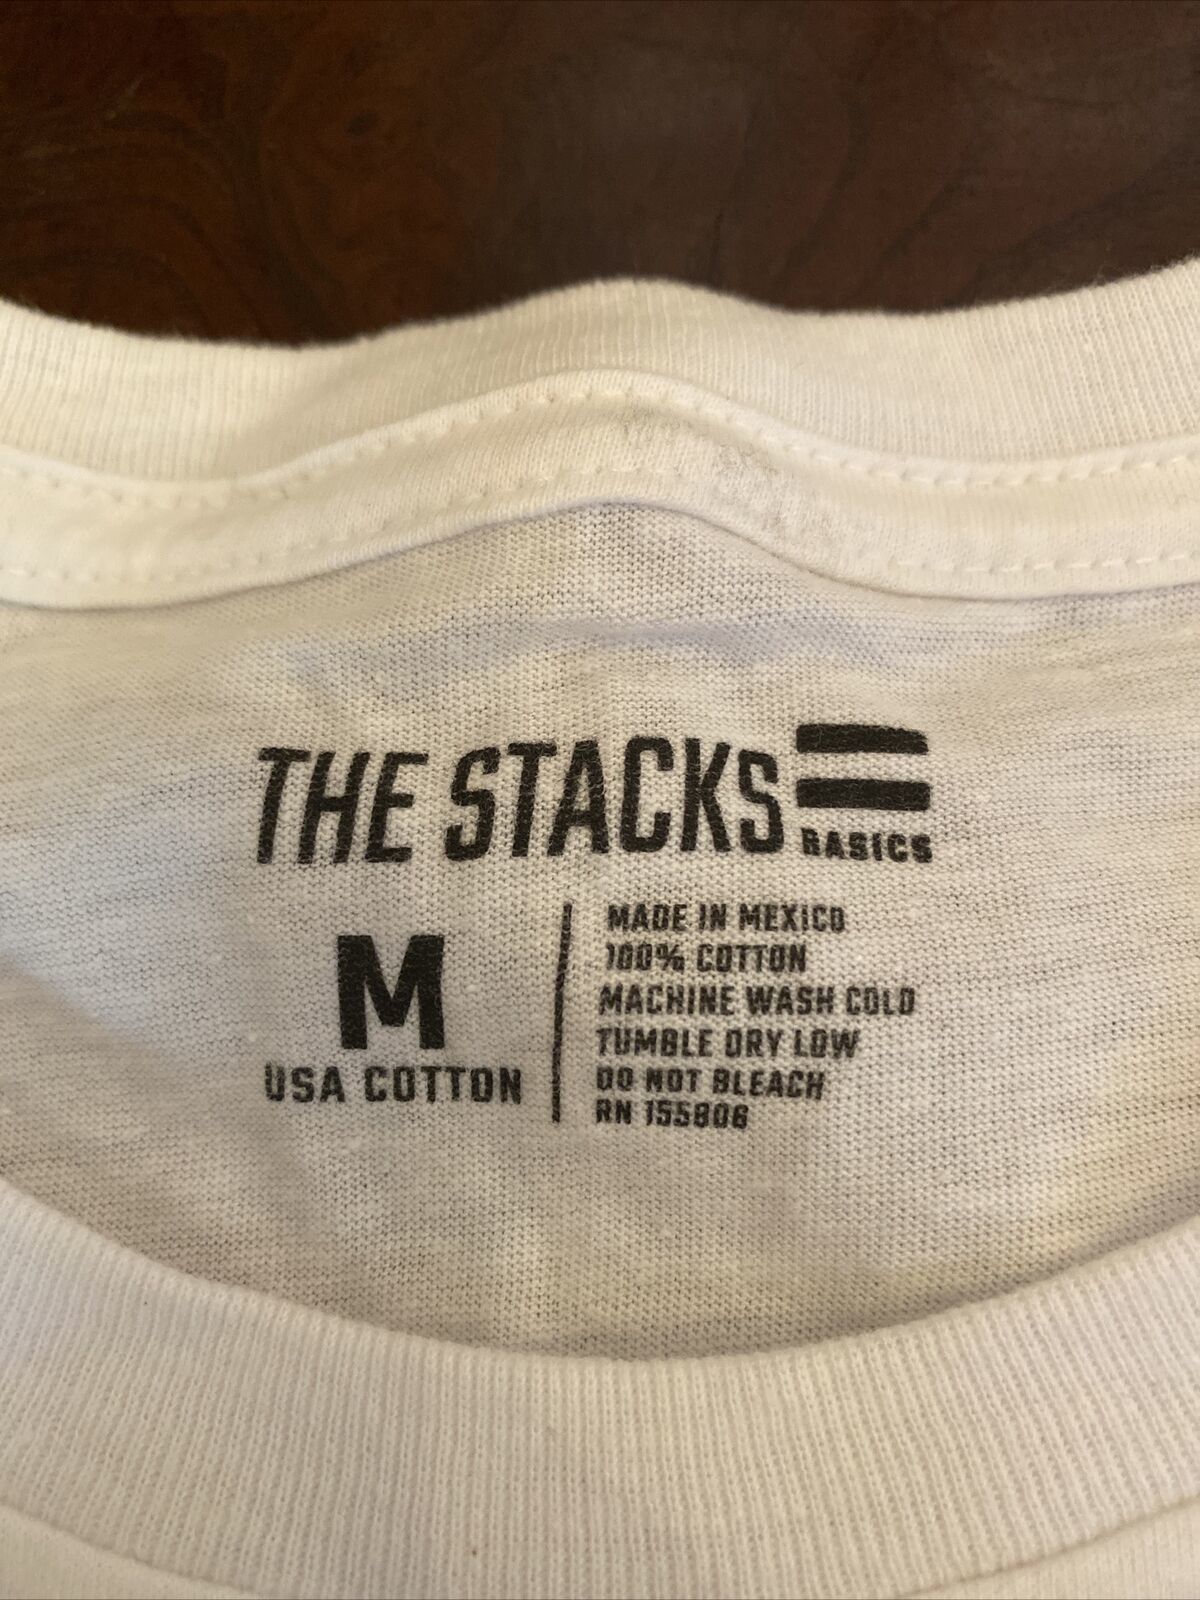 THE STACKS
BASICS
M
USA COTTON
MADE IN MEXICO
100% COTTON
MACHINE WASH COLD
TUMBLE DRY LOW
DO NOT BLEACH
RN 155806